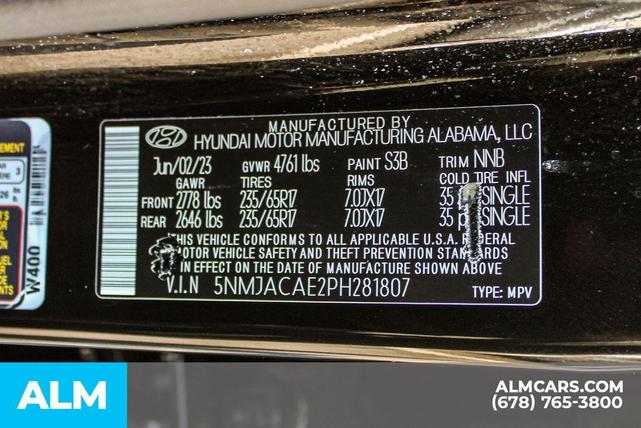 MANUFACTURED BY
HYUNDAI MOTOR MANUFACTURING ALABAMA, LLC
Jun/02/23 GVWR 4761 lbs PAINT S3B TRIM NNB
GAWR TIRES RIMS COLD TIRE INFL
FRONT 2778 lbs 235/65R17 7.0JX17 35 SINGLE
REAR 2646 lbs 235/65R17 7.0JX17 35 SINGLE
THIS VEHICLE CONFORMS TO ALL APPLICABLE U.S.A. FEDERAL
MOTOR VEHICLE SAFETY AND THEFT PREVENTION STANDARDS
IN EFFECT ON THE DATE OF MANUFACTURE SHOWN ABOVE
V.I.N 5NMJACAE2PH281807 TYPE: MPV
W400
ALM
ALMCARS.COM
(678) 765-3800